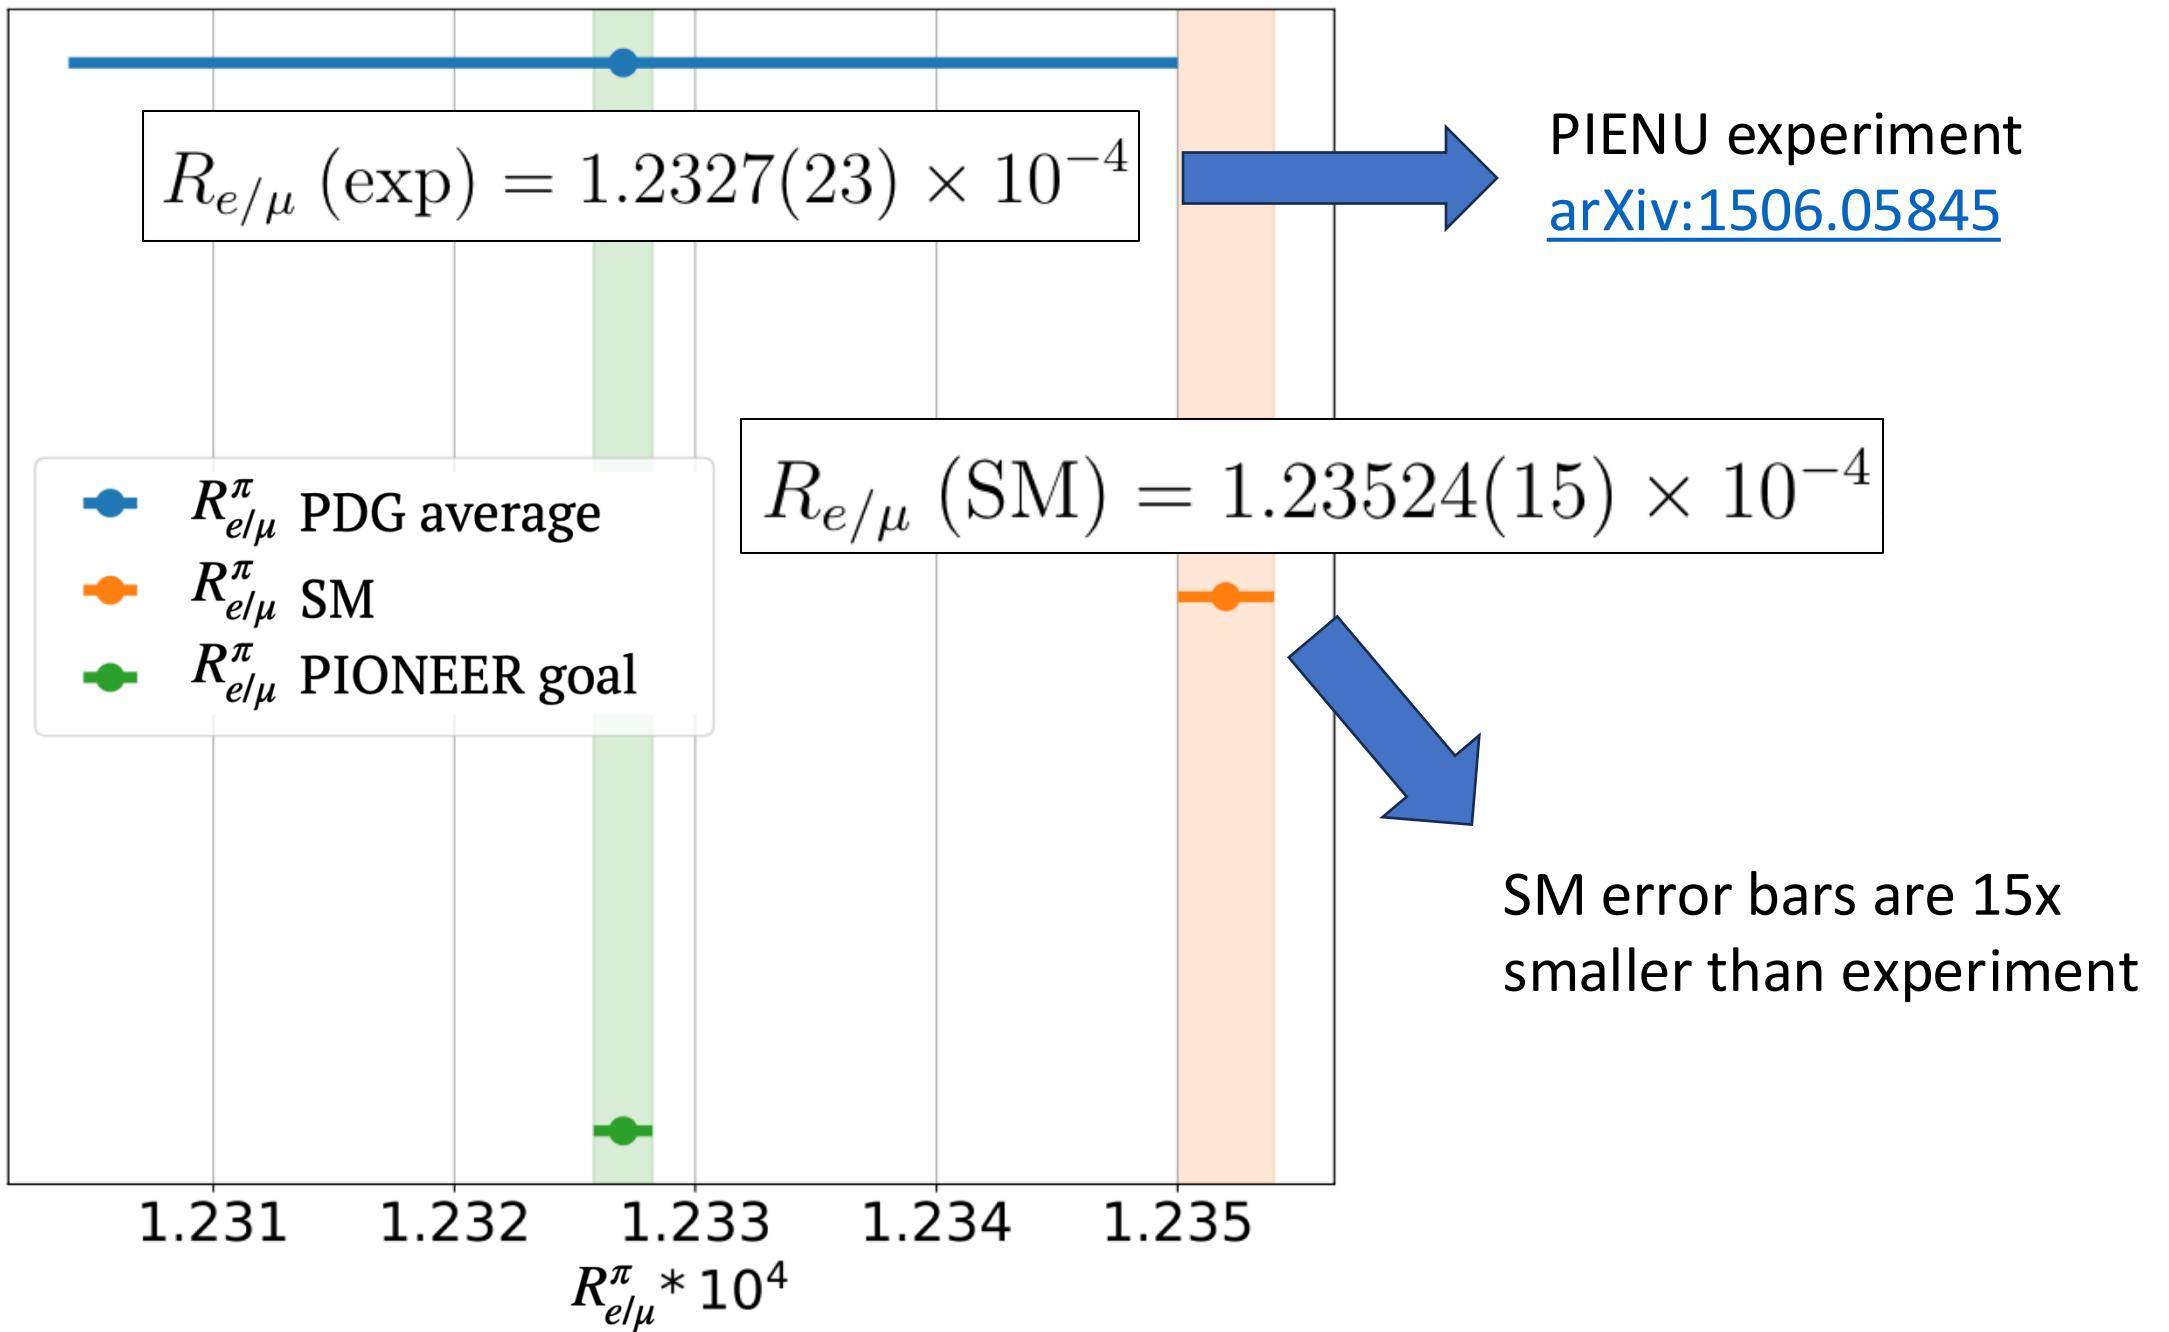 R_{e/μ} (exp) = 1.2327(23) × 10^{−4}
PIENU experiment
arXiv:1506.05845
R_{e/μ} (SM) = 1.23524(15) × 10^{−4}
R^π_{e/μ} PDG average
R^π_{e/μ} SM
R^π_{e/μ} PIONEER goal
SM error bars are 15x
smaller than experiment
1.231 1.232 1.233 1.234 1.235
R^π_{e/μ} * 10^4